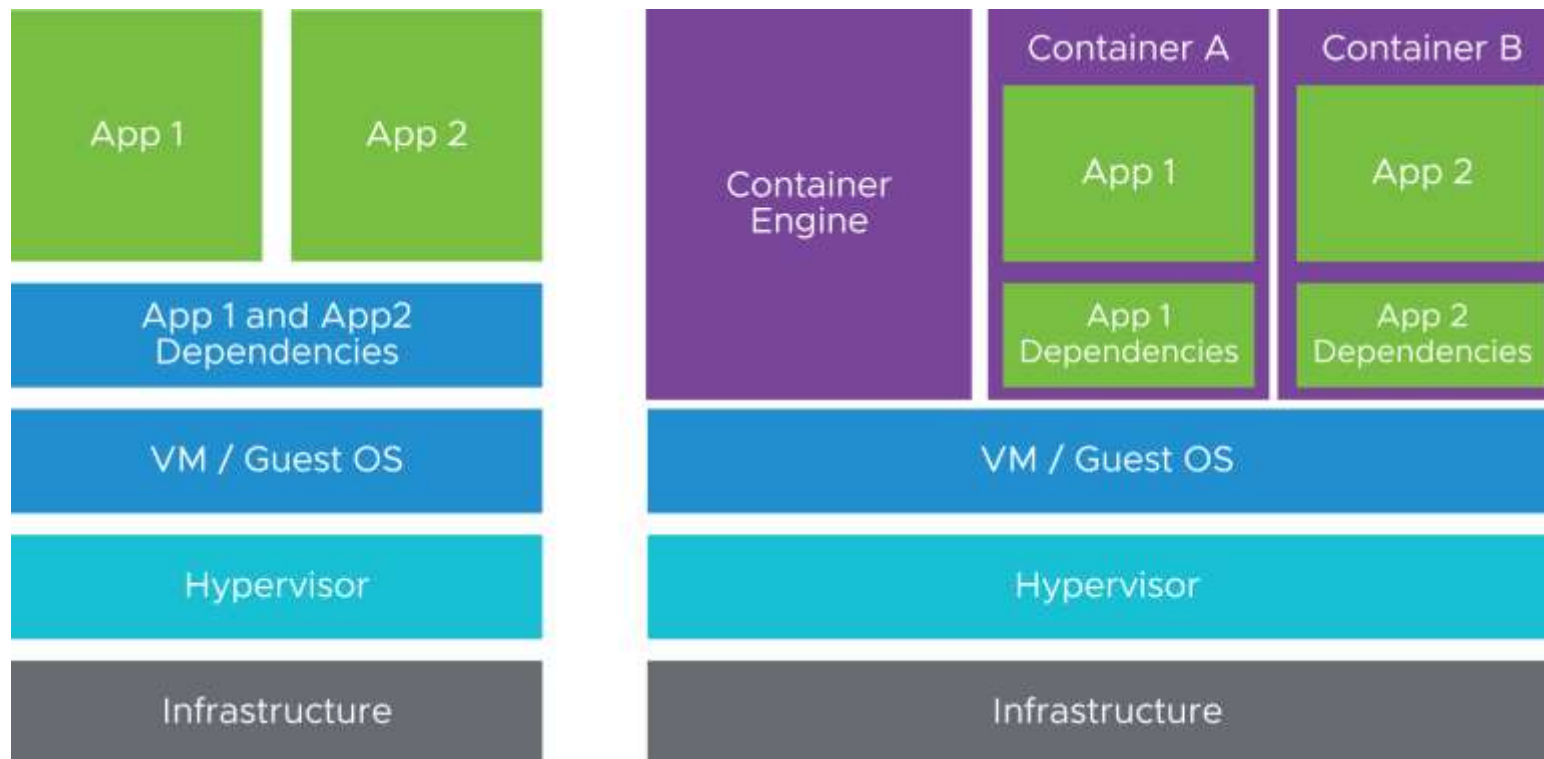 App 1
App 2
App 1 and App2
Dependencies
VM / Guest OS
Hypervisor
Infrastructure
Container
Engine
Container A
App 1
App 1
Dependencies
Container B
App 2
App 2
Dependencies
VM / Guest OS
Hypervisor
Infrastructure